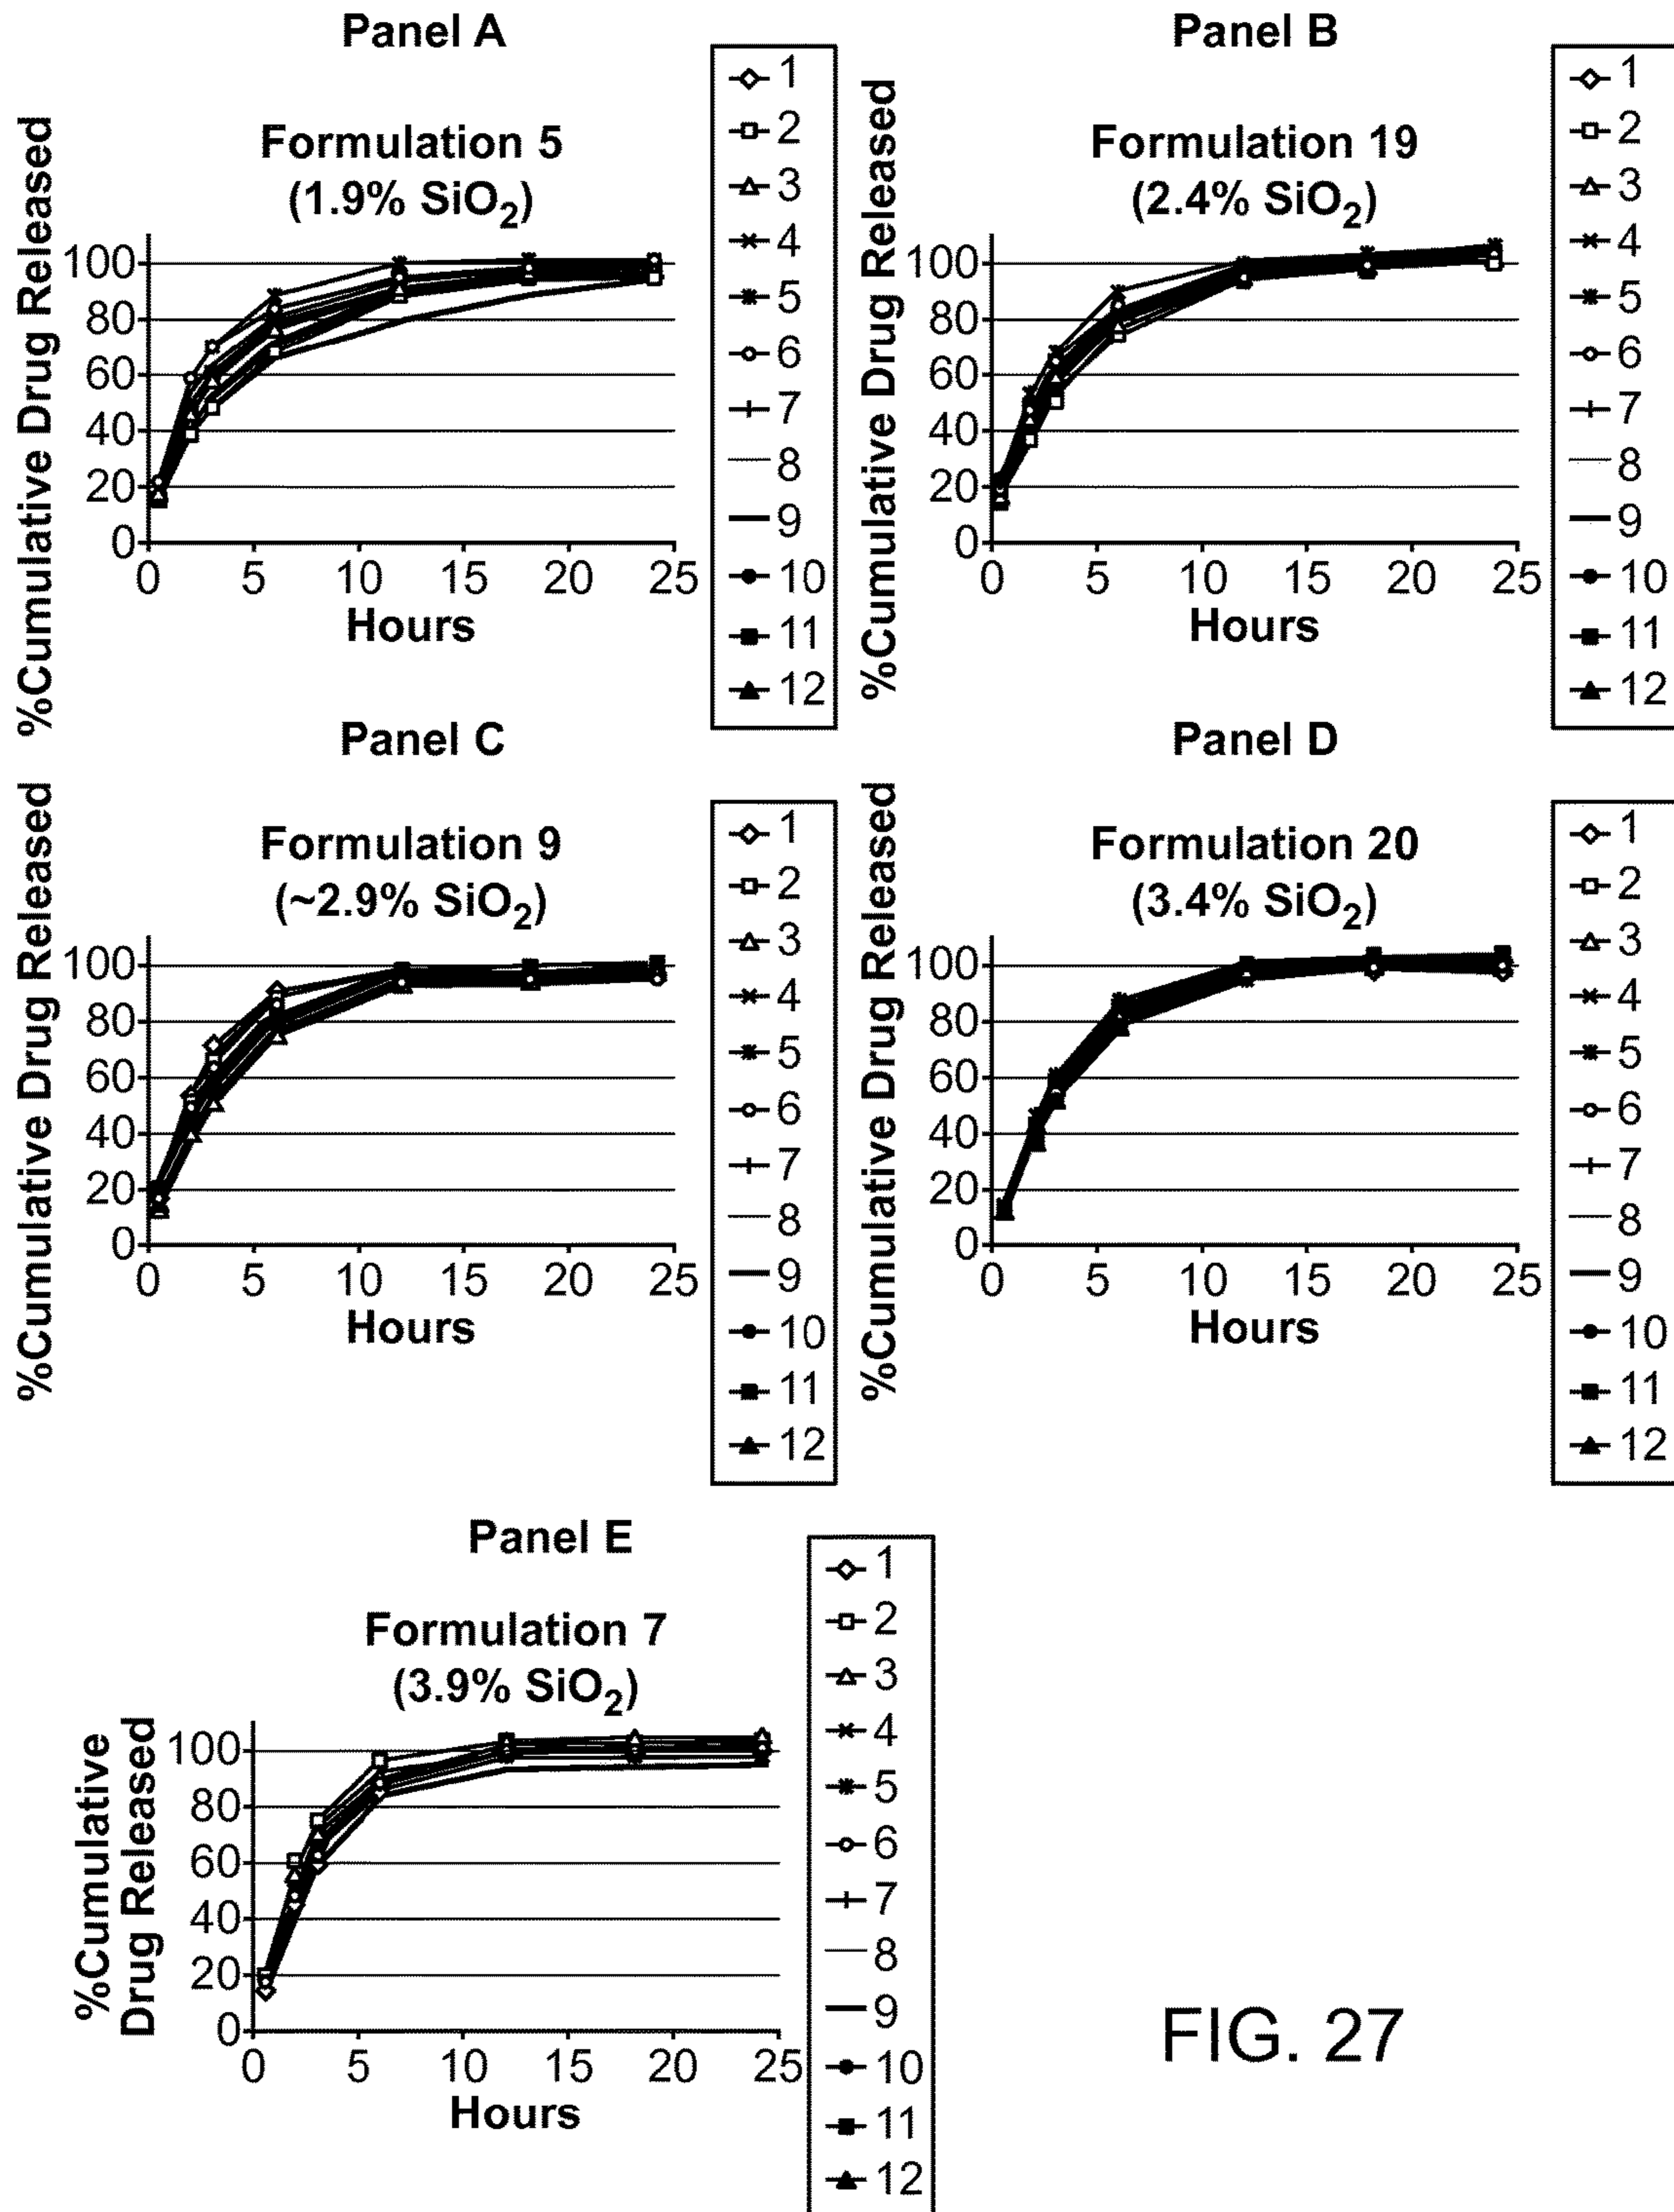 Panel A
Formulation 5
(1.9% SiO₂)
%Cumulative Drug Released
100
80
60
40
20
0
0 5 10 15 20 25
Hours
1
2
3
4
5
6
7
8
9
10
11
12
Panel B
Formulation 19
(2.4% SiO₂)
%Cumulative Drug Released
100
80
60
40
20
0
0 5 10 15 20 25
Hours
1
2
3
4
5
6
7
8
9
10
11
12
Panel C
Formulation 9
(~2.9% SiO₂)
%Cumulative Drug Released
100
80
60
40
20
0
0 5 10 15 20 25
Hours
1
2
3
4
5
6
7
8
9
10
11
12
Panel D
Formulation 20
(3.4% SiO₂)
%Cumulative Drug Released
100
80
60
40
20
0
0 5 10 15 20 25
Hours
1
2
3
4
5
6
7
8
9
10
11
12
Panel E
Formulation 7
(3.9% SiO₂)
%Cumulative
Drug Released
100
80
60
40
20
0
0 5 10 15 20 25
Hours
1
2
3
4
5
6
7
8
9
10
11
12
FIG. 27